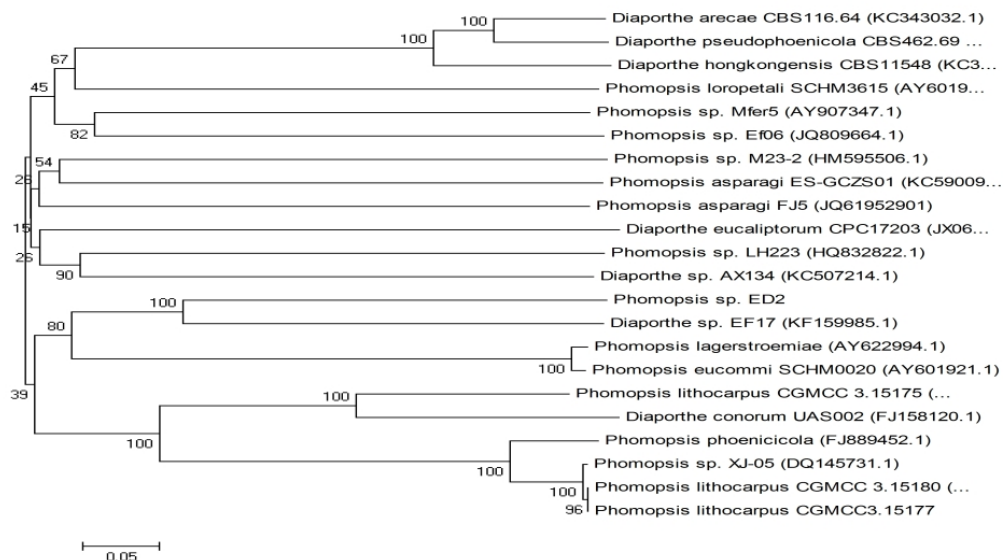 100
Diaporthe arecae CBS116.64 (KC343032.1)
100
Diaporthe pseudophoenicola CBS462.69 ...
67
Diaporthe hongkongensis CBS11548 (KC3...
45
Phomopsis loropetali SCHM3615 (AY6019...
Phomopsis sp. Mfer5 (AY907347.1)
82
Phomopsis sp. Ef06 (JQ809664.1)
54
Phomopsis sp. M23-2 (HM595506.1)
Phomopsis asparagi ES-GCZS01 (KC59009...
Phomopsis asparagi FJ5 (JQ61952901)
15
Diaporthe eucaliptorum CPC17203 (JX06...
26
Phomopsis sp. LH223 (HQ832822.1)
90
Diaporthe sp. AX134 (KC507214.1)
100
Phomopsis sp. ED2
80
Diaporthe sp. EF17 (KF159985.1)
Phomopsis lagerstroemiae (AY622994.1)
100
Phomopsis eucommi SCHM0020 (AY601921.1)
39
100
Phomopsis lithocarpus CGMCC 3.15175 (...
Diaporthe conorum UAS002 (FJ158120.1)
100
Phomopsis phoenicicola (FJ889452.1)
100
Phomopsis sp. XJ-05 (DQ145731.1)
100
Phomopsis lithocarpus CGMCC 3.15180 (...
96
Phomopsis lithocarpus CGMCC3.15177
0.05